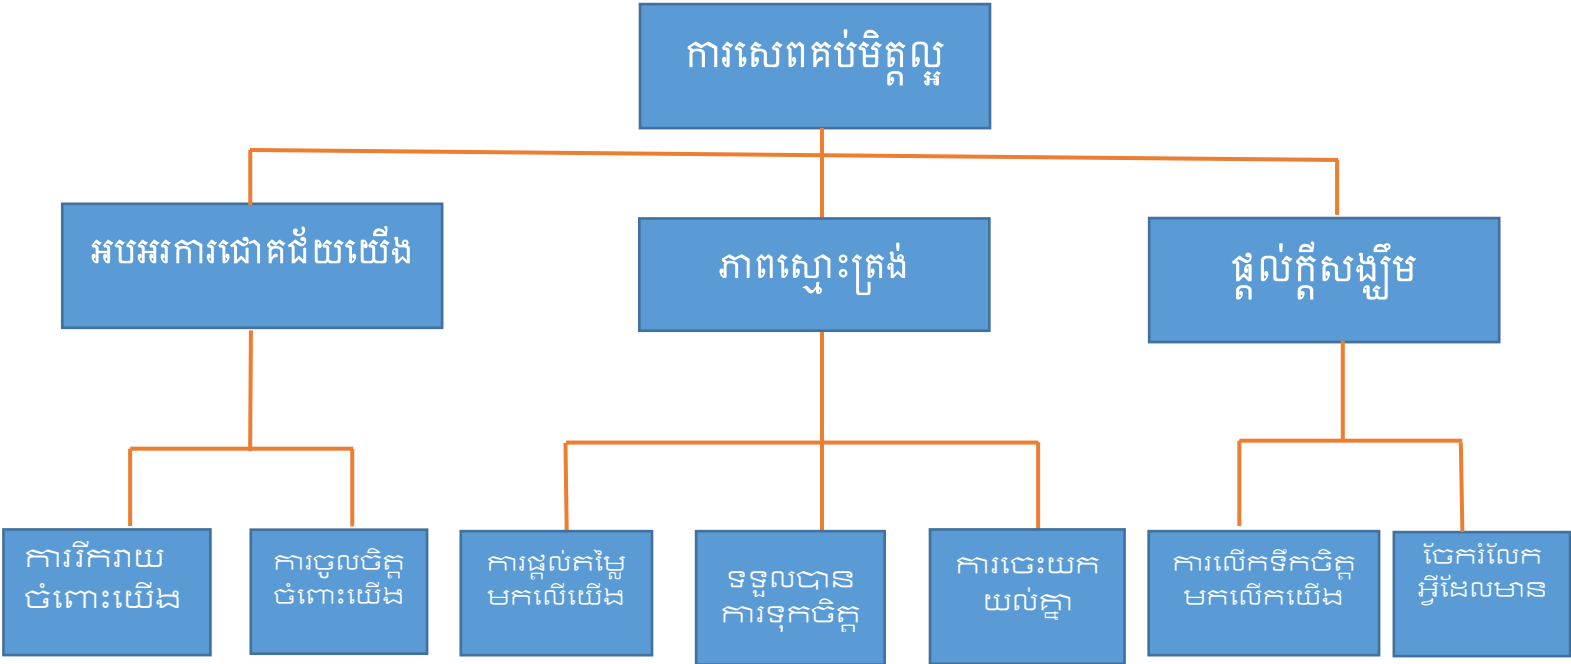 ការសេពគប់មិត្តល្អ
អបអរការជោគជ័យយើង
ភាពស្មោះត្រង់
ផ្តល់ក្តីសង្ឃឹម
ការរីករាយ
ចំពោះយើង
ការចូលចិត្ត
ចំពោះយើង
ការផ្តល់តម្លៃ
មកលើយើង
ទទួលបាន
ការទុកចិត្ត
ការចេះយក
យល់គ្នា
ការលើកទឹកចិត្ត
មកលើកយើង
ចែករំលែក
អ្វីដែលមាន